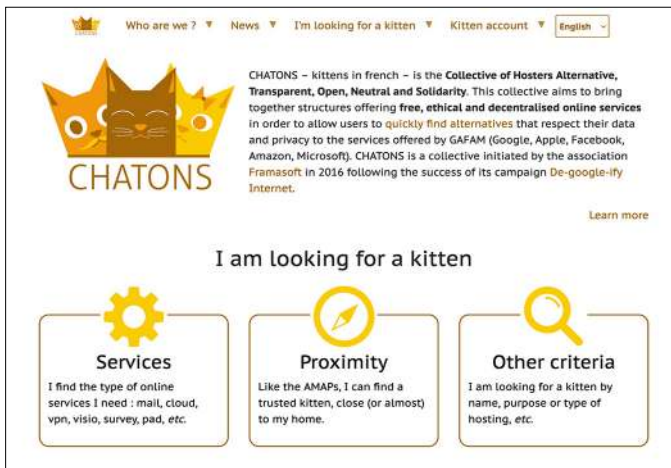 CHATONS
Who are we ?
News
I'm looking for a kitten
Kitten account
English
CHATONS
CHATONS – kittens in french – is the Collective of Hosters Alternative,
Transparent, Open, Neutral and Solidarity. This collective aims to bring
together structures offering free, ethical and decentralised online services
in order to allow users to quickly find alternatives that respect their data
and privacy to the services offered by GAFAM (Google, Apple, Facebook,
Amazon, Microsoft). CHATONS is a collective initiated by the association
Framasoft in 2016 following the success of its campaign De-google-ify
Internet.
Learn more
I am looking for a kitten
Services
I find the type of online
services I need : mail, cloud,
vpn, visio, survey, pad, etc.
Proximity
Like the AMAPs, I can find a
trusted kitten, close (or almost)
to my home.
Other criteria
I am looking for a kitten by
name, purpose or type of
hosting, etc.